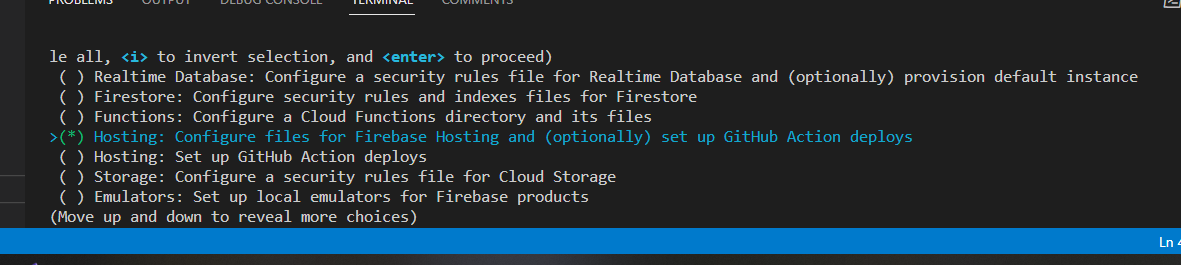 PROBLEMS OUTPUT DEBUG CONSOLE TERMINAL COMMENTS
le all, <i> to invert selection, and <enter> to proceed)
( ) Realtime Database: Configure a security rules file for Realtime Database and (optionally) provision default instance
( ) Firestore: Configure security rules and indexes files for Firestore
( ) Functions: Configure a Cloud Functions directory and its files
>(*) Hosting: Configure files for Firebase Hosting and (optionally) set up GitHub Action deploys
( ) Hosting: Set up GitHub Action deploys
( ) Storage: Configure a security rules file for Cloud Storage
( ) Emulators: Set up local emulators for Firebase products
(Move up and down to reveal more choices)
Ln